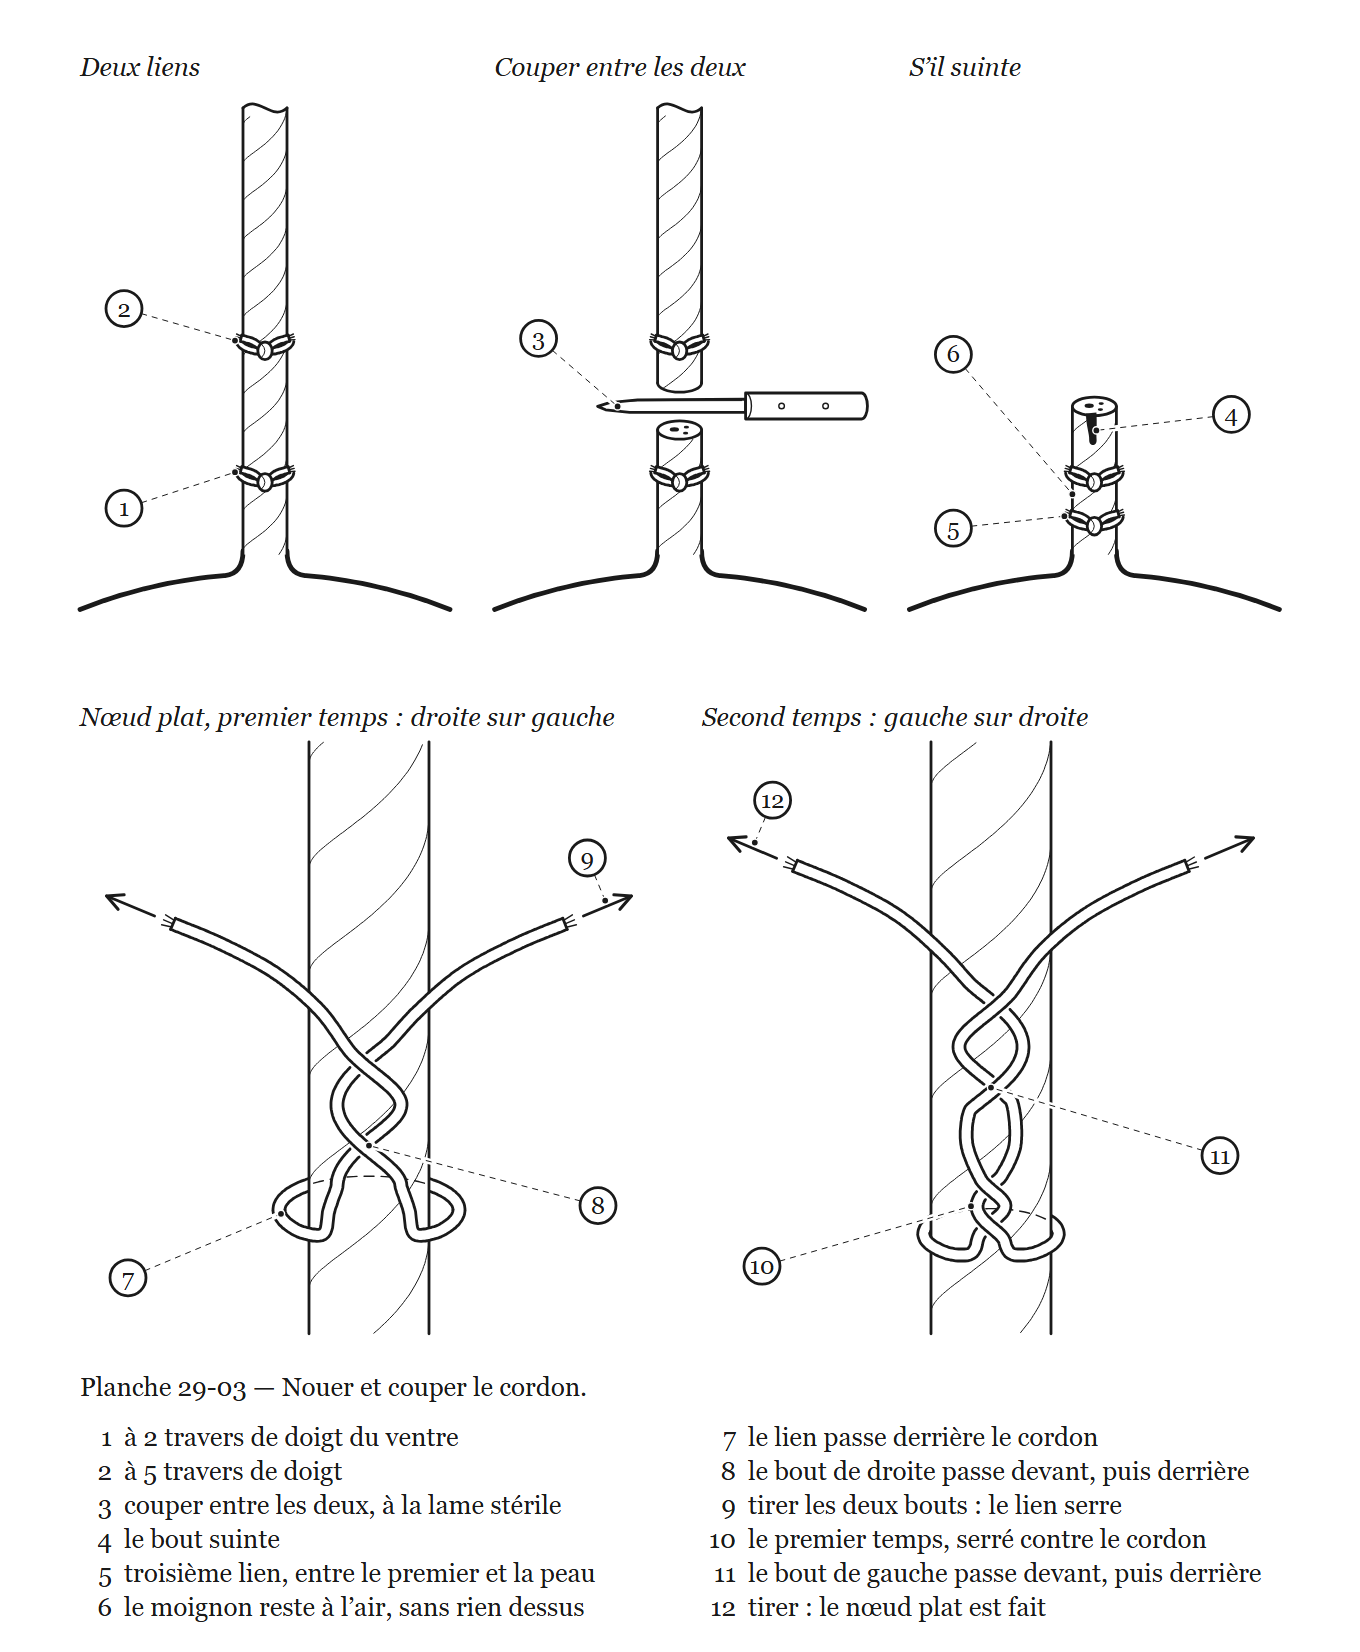 Deux liens
Couper entre les deux
S’il suinte
2
3
6
4
1
5
Nœud plat, premier temps : droite sur gauche
Second temps : gauche sur droite
12
9
11
8
10
7
Planche 29-03 — Nouer et couper le cordon.
1 à 2 travers de doigt du ventre
2 à 5 travers de doigt
3 couper entre les deux, à la lame stérile
4 le bout suinte
5 troisième lien, entre le premier et la peau
6 le moignon reste à l’air, sans rien dessus
7 le lien passe derrière le cordon
8 le bout de droite passe devant, puis derrière
9 tirer les deux bouts : le lien serre
10 le premier temps, serré contre le cordon
11 le bout de gauche passe devant, puis derrière
12 tirer : le nœud plat est fait